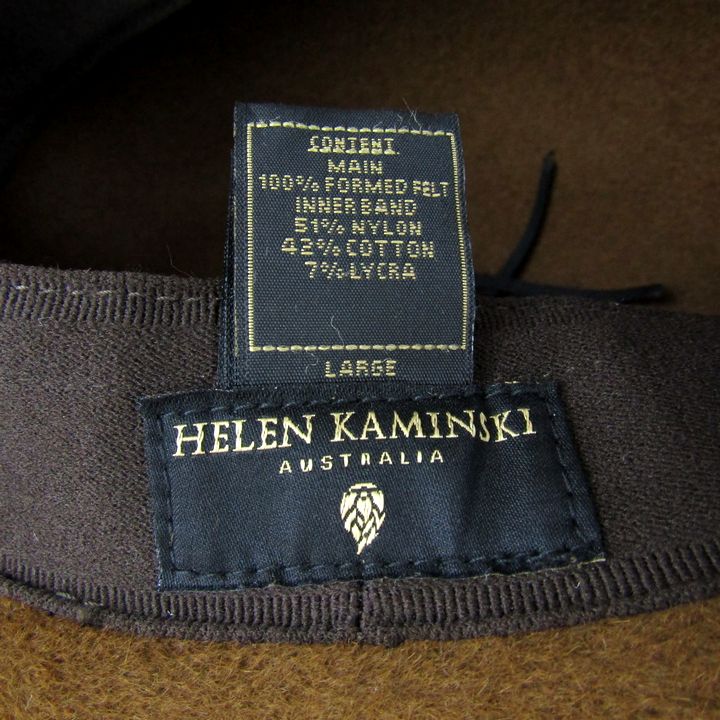 CONTENT
MAIN
100% FORMED FELT
INNER BAND
51% NYLON
42% COTTON
7% LYCRA
LARGE
HELEN KAMINSKI
AUSTRALIA